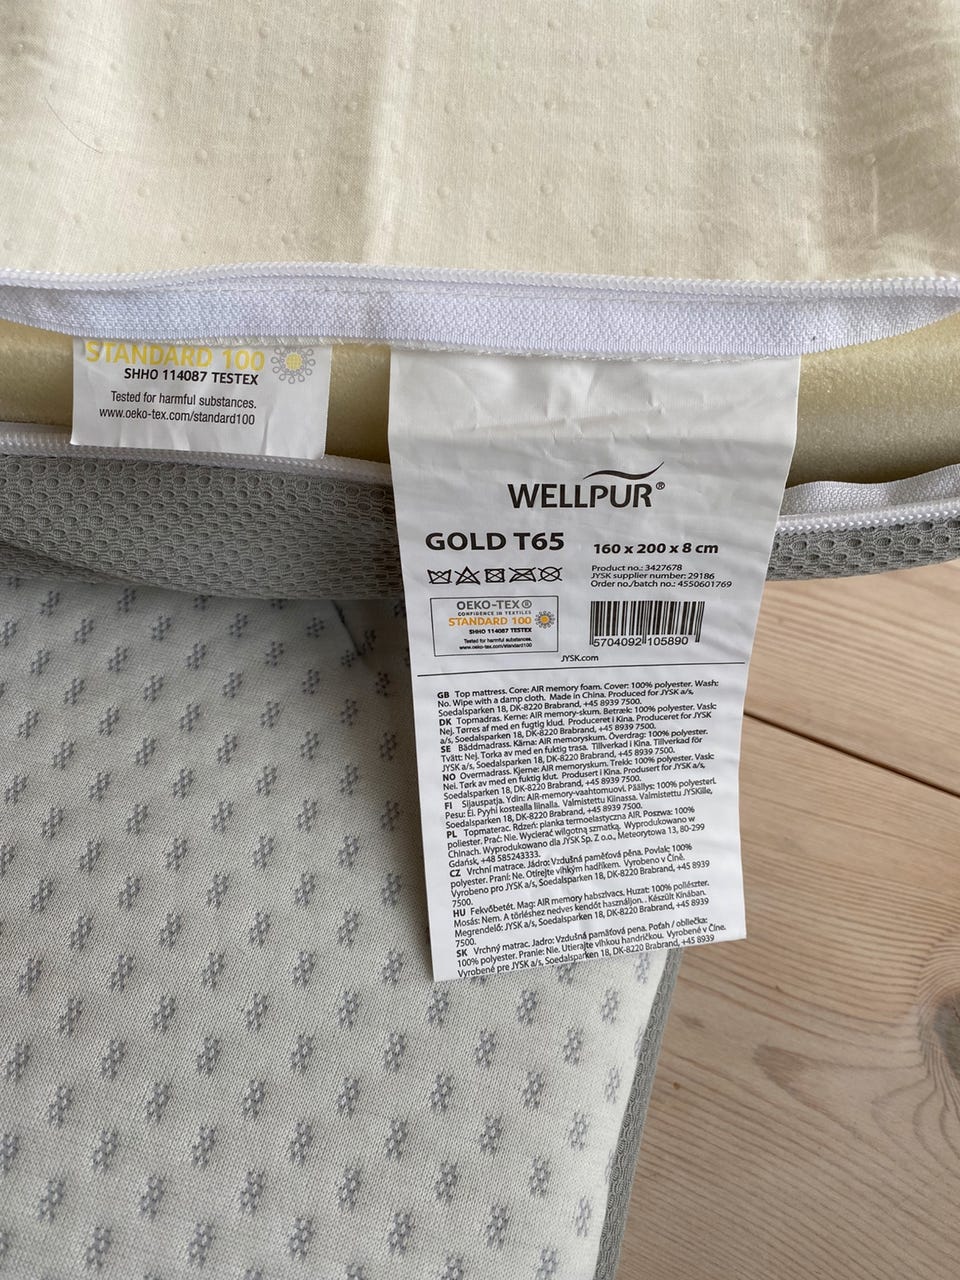 STANDARD 100
SHHO 114087 TESTEX
Tested for harmful substances.
www.oeko-tex.com/standard100
WELLPUR®
GOLD T65
160 x 200 x 8 cm
Product no.: 3427678
JYSK supplier number: 29186
Order no./batch no.: 4550601769
OEKO-TEX®
CONFIDENCE IN TEXTILES
STANDARD 100
SHHO 114087 TESTEX
Tested for harmful substances.
www.oeko-tex.com/standard100
5704092 105890
JYSK.com
GB Top mattress. Core: AIR memory foam. Cover: 100% polyester. Wash:
No. Wipe with a damp cloth. Made in China. Produced for JYSK a/s,
Soedalsparken 18, DK-8220 Brabrand, +45 8939 7500.
DK Topmadras. Kerne: AIR memory-skum. Betræk: 100% polyester. Vask:
Nej. Tørres af med en fugtig klud. Produceret i Kina. Produceret for JYSK
a/s, Soedalsparken 18, DK-8220 Brabrand, +45 8939 7500.
SE Bäddmadrass. Kärna: AIR memoryskum. Överdrag: 100% polyester.
Tvätt: Nej. Torka av med en fuktig trasa. Tillverkad i Kina. Tillverkad för
JYSK a/s, Soedalsparken 18, DK-8220 Brabrand, +45 8939 7500.
NO Overmadrass. Kjerne: AIR memoryskum. Trekk: 100% polyester. Vask:
Nei. Tørk av med en fuktig klut. Produsert i Kina. Produsert for JYSK a/s,
Soedalsparken 18, DK-8220 Brabrand, +45 8939 7500.
FI Sijauspatja. Ydin: AIR-memory-vaahtomuovi. Päällys: 100% polyesteri.
Pesu: Ei. Pyyhi kostealla liinalla. Valmistettu Kiinassa. Valmistettu JYSKille,
Soedalsparken 18, DK-8220 Brabrand, +45 8939 7500.
PL Topmaterac. Rdzeń: pianka termoelastyczna AIR. Poszwa: 100%
poliester. Prać: Nie. Wycierać wilgotną szmatką. Wyprodukowano w
Chinach. Wyprodukowano dla JYSK Sp. Z o.o., Meteorytowa 13, 80-299
Gdańsk, +48 585243333.
CZ Vrchní matrace. Jádro: Vzdušná paměťová pěna. Povlak: 100%
polyester. Praní: Ne. Otírejte vlhkým hadříkem. Vyrobeno v Číně.
Vyrobeno pro JYSK a/s, Soedalsparken 18, DK-8220 Brabrand, +45 8939
7500.
HU Fekvőbetét. Mag: AIR memory habszivacs. Huzat: 100% poliészter.
Mosás: Nem. A törléshez nedves kendőt használjon. . Készült Kínában.
Megrendelő: JYSK a/s, Soedalsparken 18, DK-8220 Brabrand, +45 8939
7500.
SK Vrchný matrac. Jadro: Vzdušná pamäťová pena. Poťah / obliečka:
100% polyester. Pranie: Nie. Utierajte vlhkou handričkou. Vyrobené v Číne.
Vyrobené pre JYSK a/s, Soedalsparken 18, DK-8220 Brabrand, +45 8939